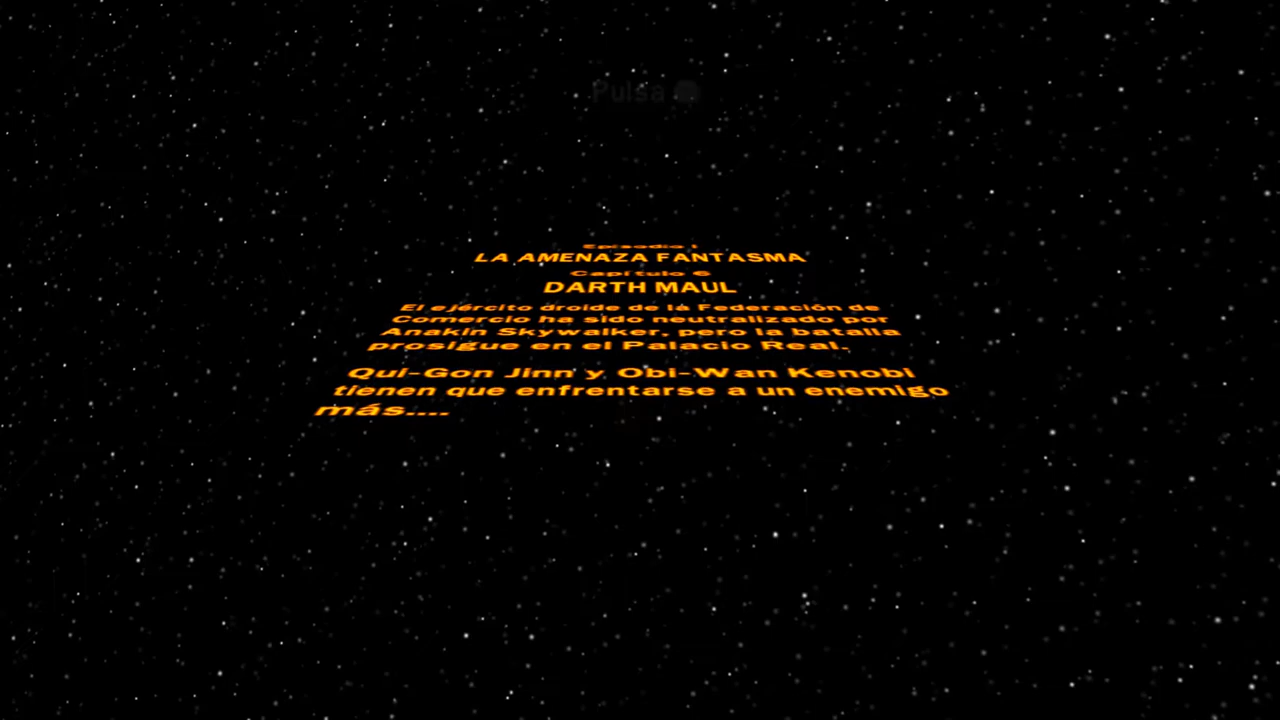 Pulsa
Episodio I
LA AMENAZA FANTASMA
Capítulo 6
DARTH MAUL
El ejército droide de la Federación de
Comercio ha sido neutralizado por
Anakin Skywalker, pero la batalla
prosigue en el Palacio Real.
Qui-Gon Jinn y Obi-Wan Kenobi
tienen que enfrentarse a un enemigo
más....